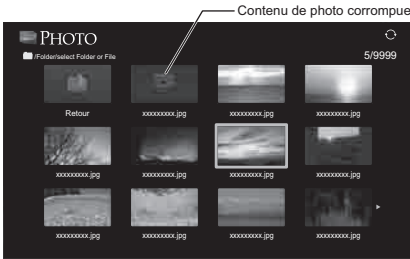 Contenu de photo corrompue
PHOTO
/Folder/select Folder or File
5/9999
Retour xxxxxxxxx.jpg xxxxxxxxx.jpg xxxxxxxxx.jpg
xxxxxxxxx.jpg xxxxxxxxx.jpg xxxxxxxxx.jpg xxxxxxxxx.jpg
xxxxxxxxx.jpg xxxxxxxxx.jpg xxxxxxxxx.jpg xxxxxxxxx.jpg